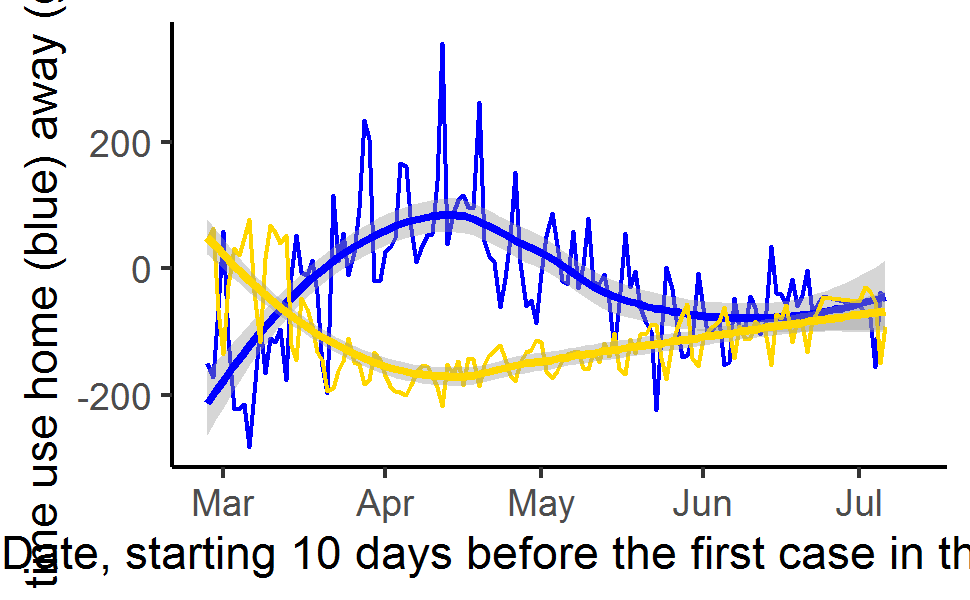 time use home (blue) away (
200
0
-200
Mar Apr May Jun Jul
Date, starting 10 days before the first case in th